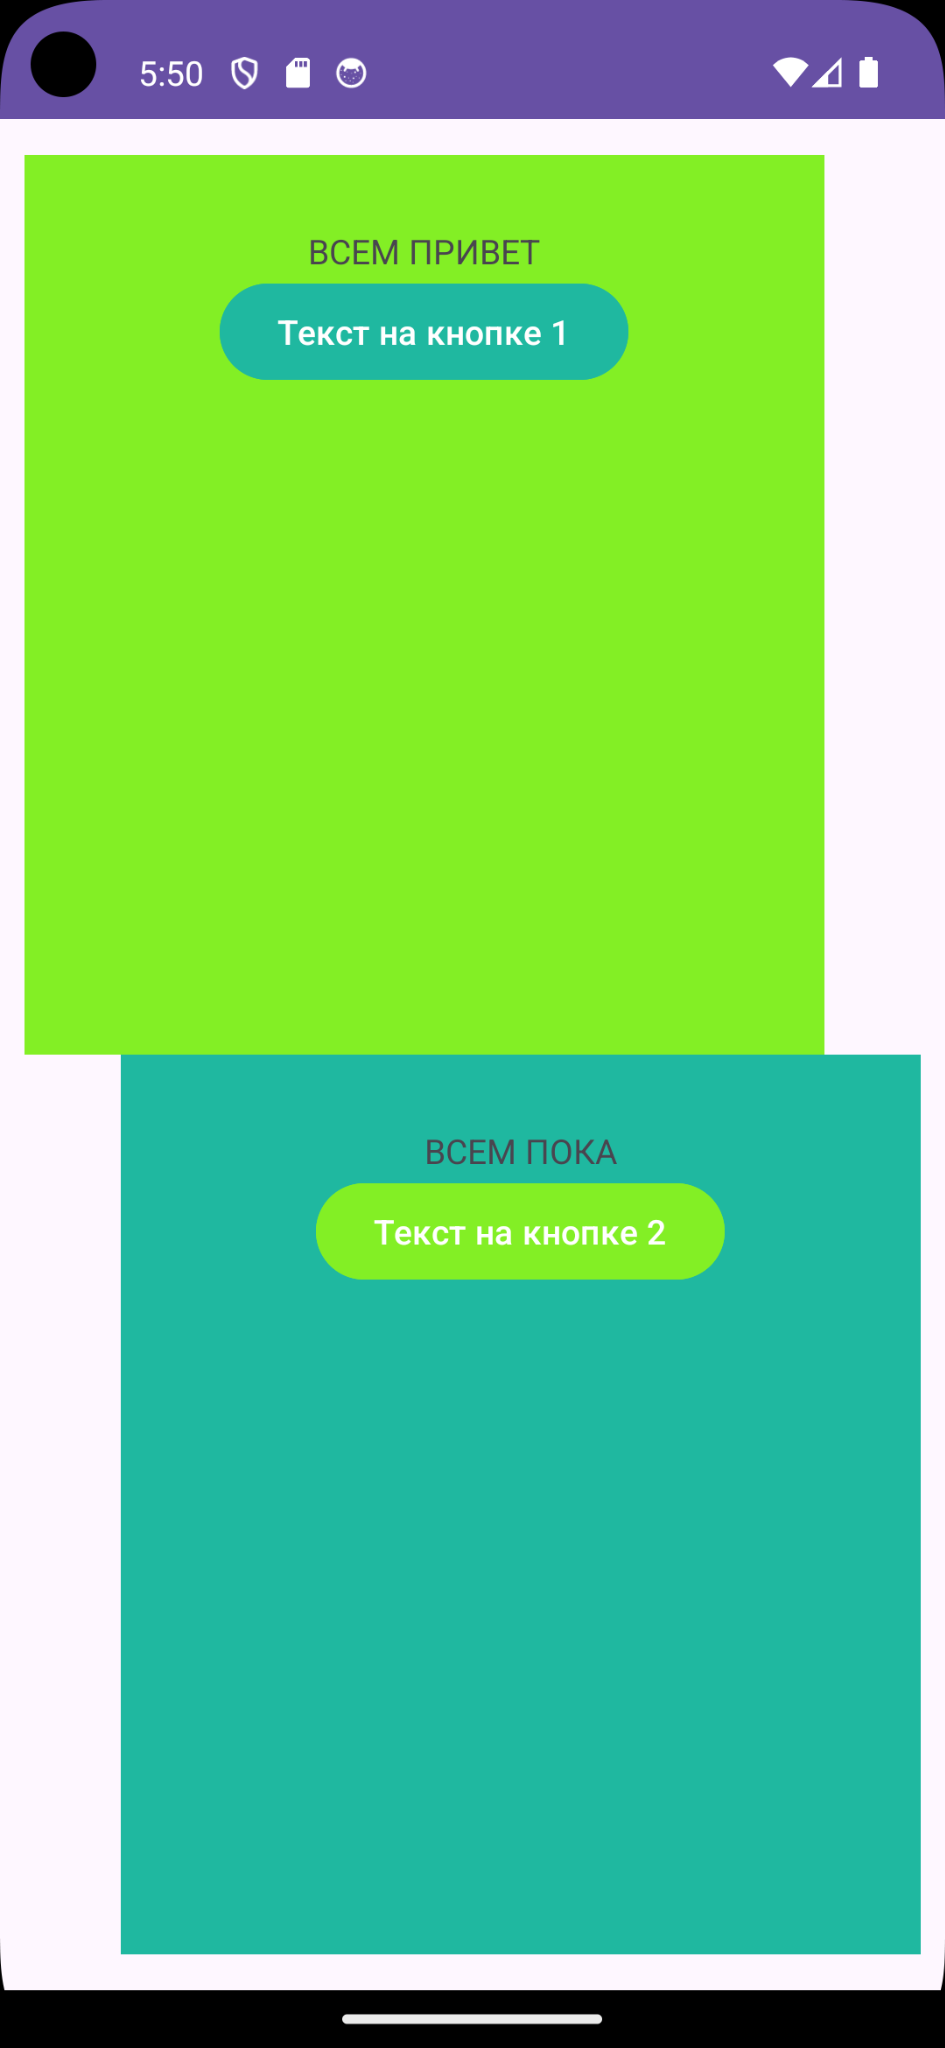 5:50
ВСЕМ ПРИВЕТ
Текст на кнопке 1
ВСЕМ ПОКА
Текст на кнопке 2